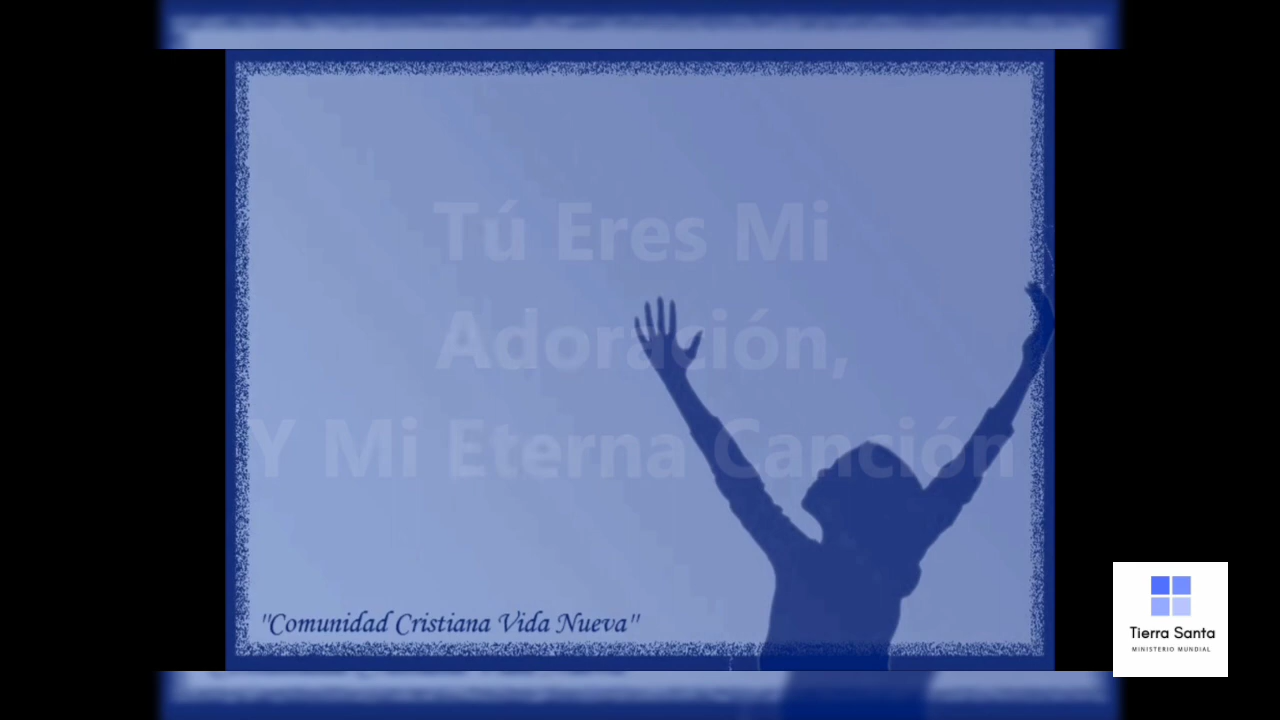 Tú Eres Mi
Adoración,
Y Mi Eterna Canción
"Comunidad Cristiana Vida Nueva"
Tierra Santa
MINISTERIO MUNDIAL